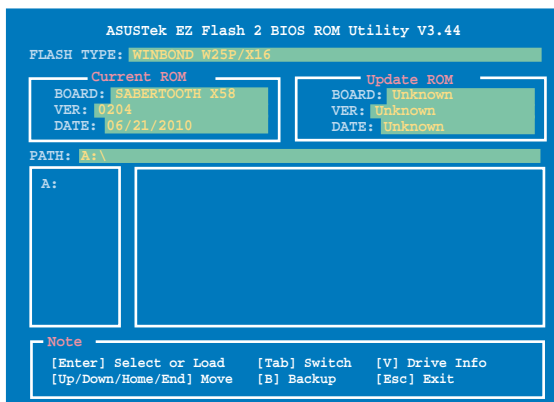 ASUSTek EZ Flash 2 BIOS ROM Utility V3.44
FLASH TYPE: WINBOND W25P/X16
Current ROM
BOARD: SABERTOOTH X58
VER: 0204
DATE: 06/21/2010
Update ROM
BOARD: Unknown
VER: Unknown
DATE: Unknown
PATH: A:\
A:
Note
[Enter] Select or Load [Tab] Switch [V] Drive Info
[Up/Down/Home/End] Move [B] Backup [Esc] Exit